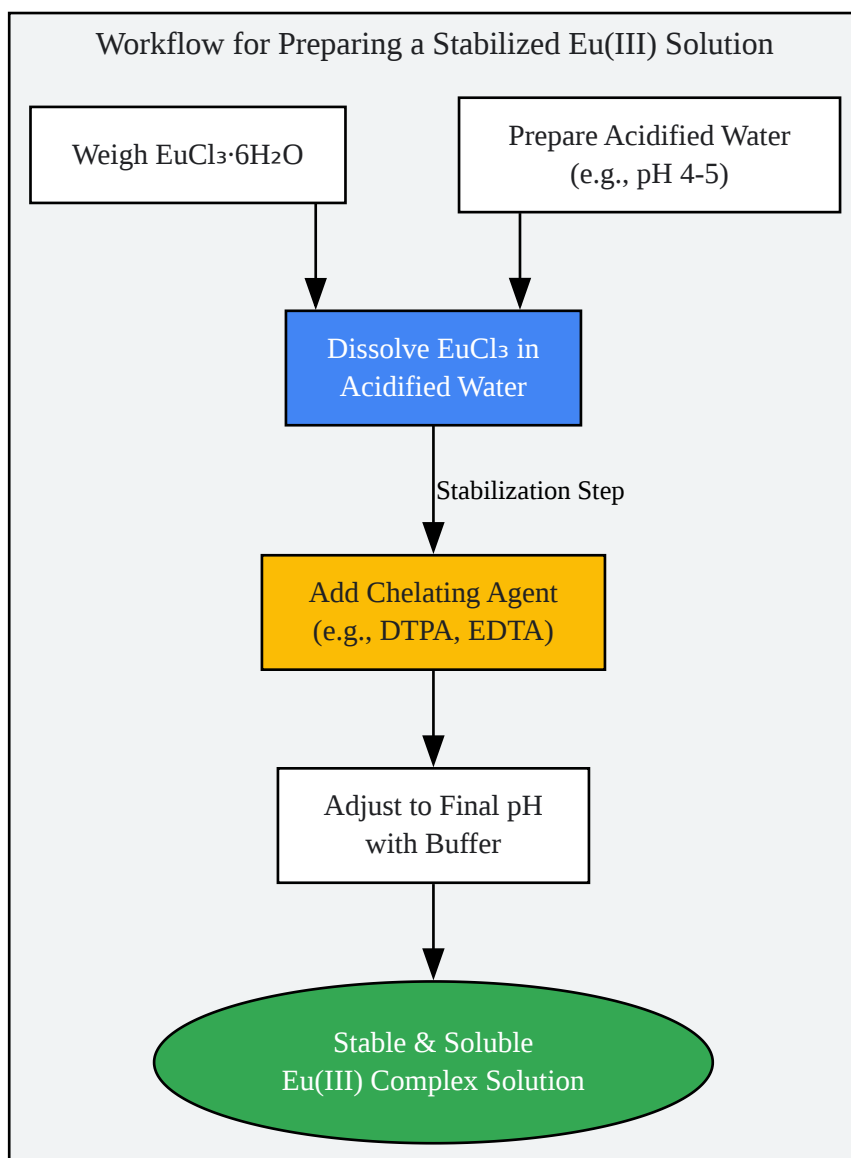 Workflow for Preparing a Stabilized Eu(III) Solution
Weigh EuCl₃·6H₂O
Prepare Acidified Water
(e.g., pH 4-5)
Dissolve EuCl₃ in
Acidified Water
Stabilization Step
Add Chelating Agent
(e.g., DTPA, EDTA)
Adjust to Final pH
with Buffer
Stable & Soluble
Eu(III) Complex Solution